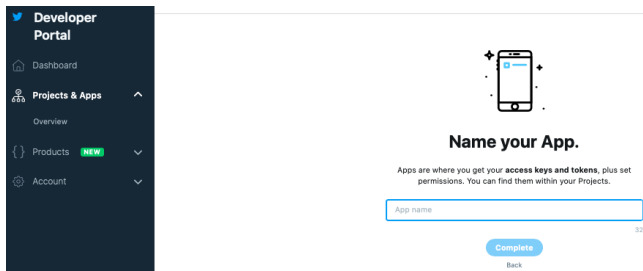 Developer
Portal
Dashboard
Projects & Apps
Overview
Products NEW
Account
Name your App.
Apps are where you get your access keys and tokens, plus set
permissions. You can find them within your Projects.
App name
32
Complete
Back